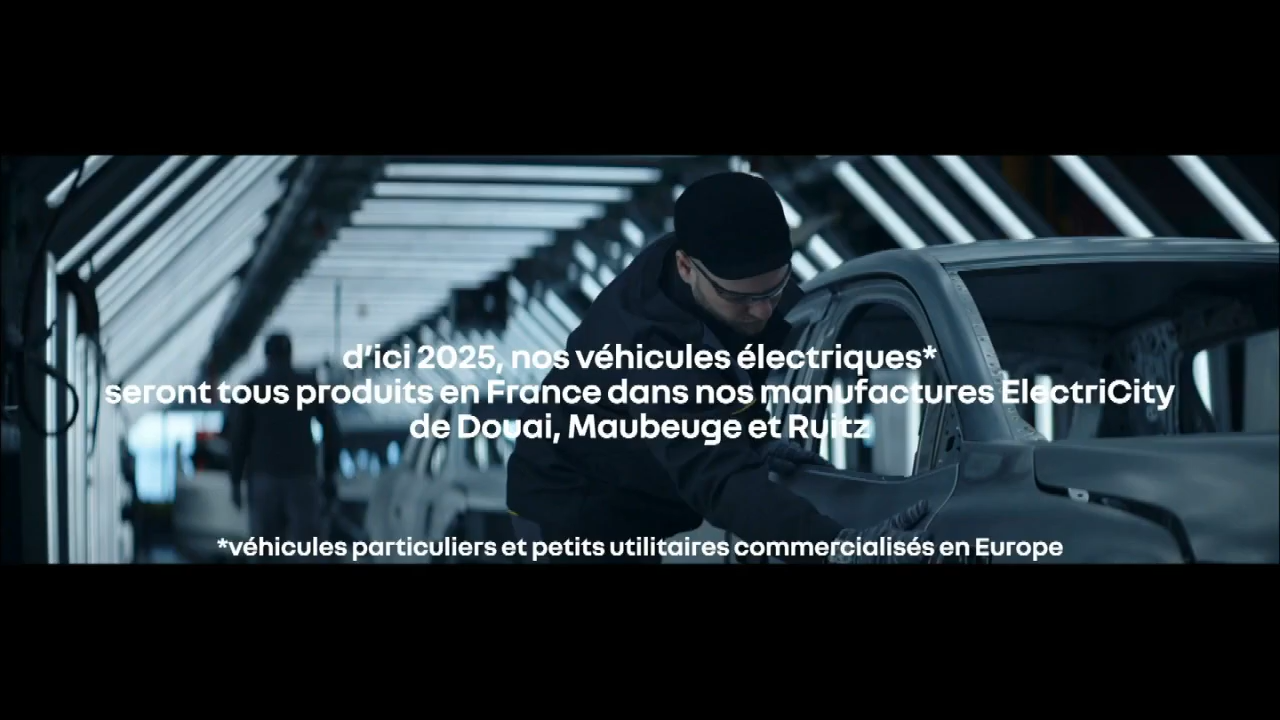 d'ici 2025, nos véhicules électriques*
seront tous produits en France dans nos manufactures ElectriCity
de Douai, Maubeuge et Ruitz
*véhicules particuliers et petits utilitaires commercialisés en Europe